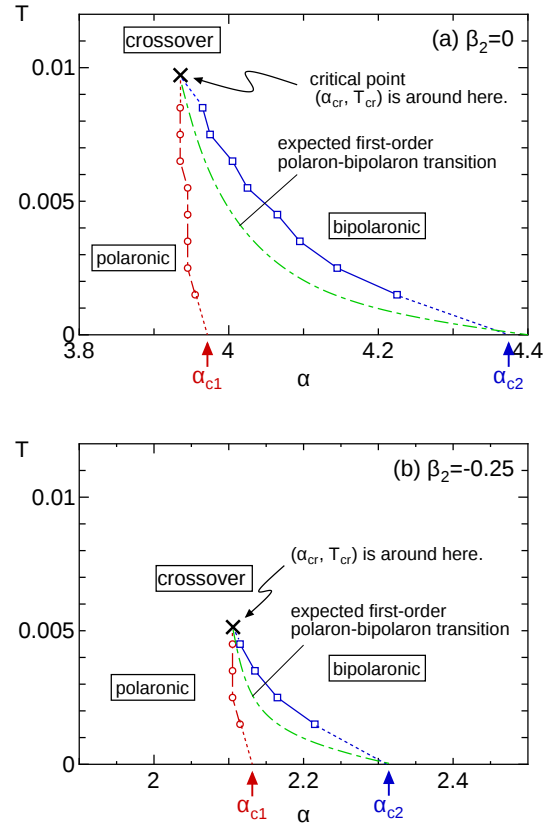 T
crossover
(a) β2=0
0.01
critical point
(αcr, Tcr) is around here.
expected first-order
polaron-bipolaron transition
0.005
bipolaronic
polaronic
0
3.8
4
4.2
4.4
αc1
α
αc2
T
(b) β2=-0.25
0.01
(αcr, Tcr) is around here.
crossover
expected first-order
polaron-bipolaron transition
0.005
bipolaronic
polaronic
0
2
2.2
2.4
αc1
α
αc2